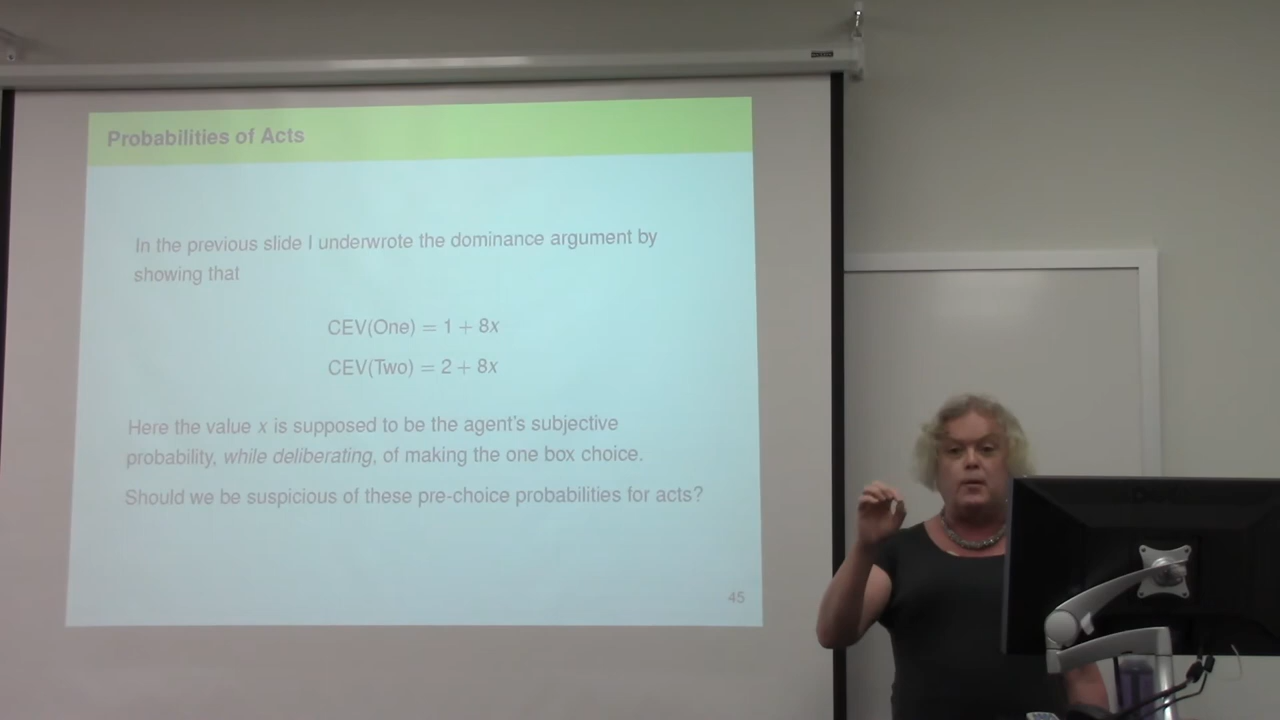 Probabilities of Acts
In the previous slide I underwrote the dominance argument by
showing that
CEV(One) = 1 + 8x
CEV(Two) = 2 + 8x
Here the value x is supposed to be the agent's subjective
probability, while deliberating, of making the one box choice.
Should we be suspicious of these pre-choice probabilities for acts?
45